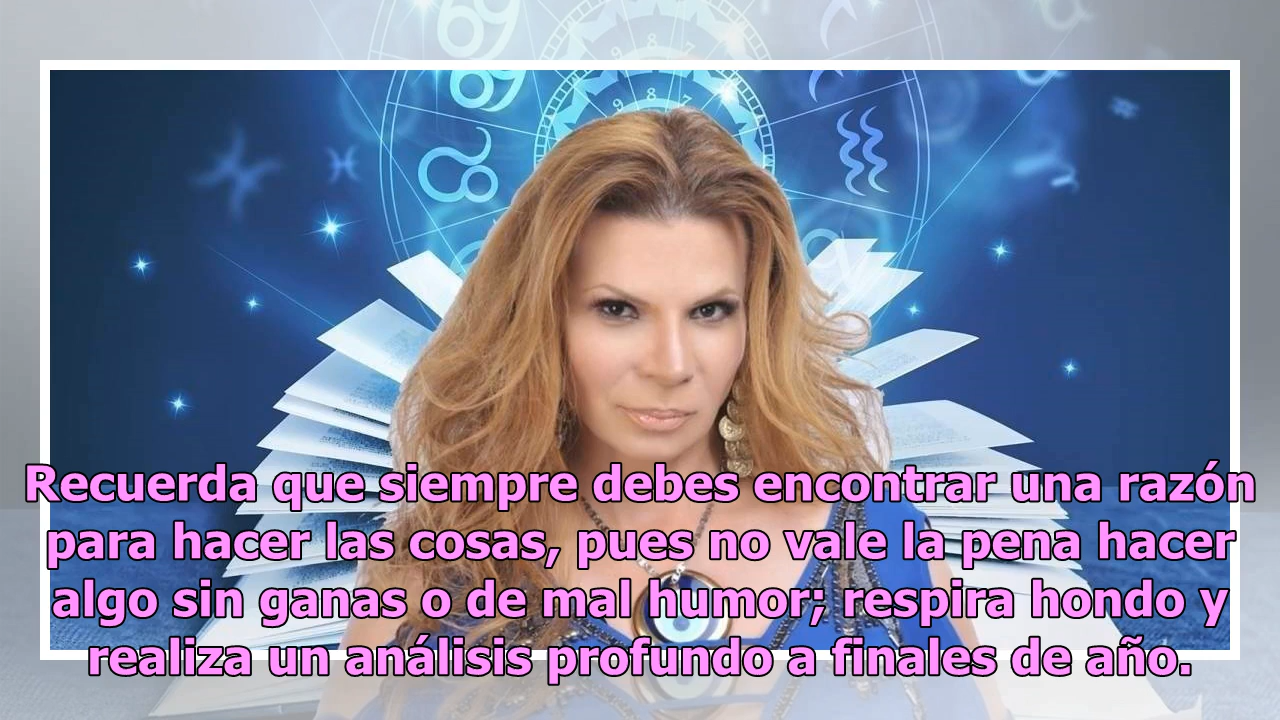 Recuerda que siempre debes encontrar una razón
para hacer las cosas, pues no vale la pena hacer
algo sin ganas o de mal humor; respira hondo y
realiza un análisis profundo a finales de año.